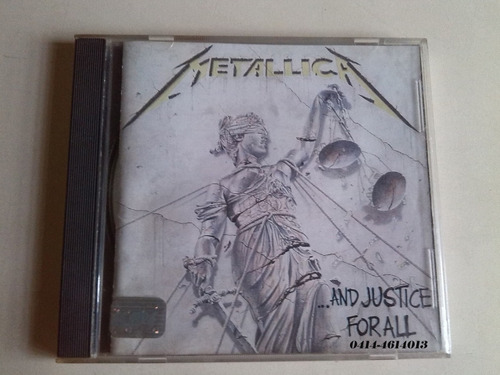 METALLICA
...AND JUSTICE
FOR ALL
0414-4614013